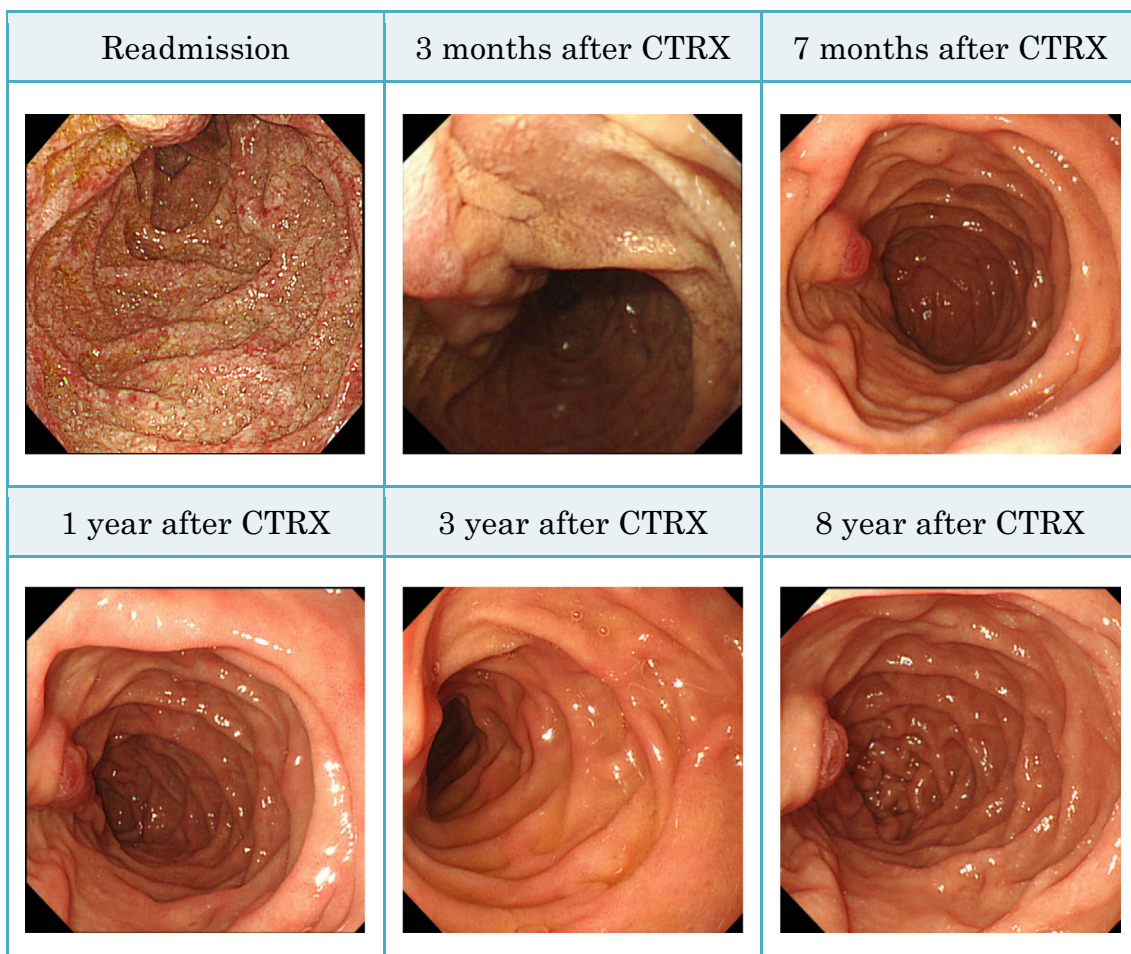 Readmission
3 months after CTRX
7 months after CTRX
1 year after CTRX
3 year after CTRX
8 year after CTRX